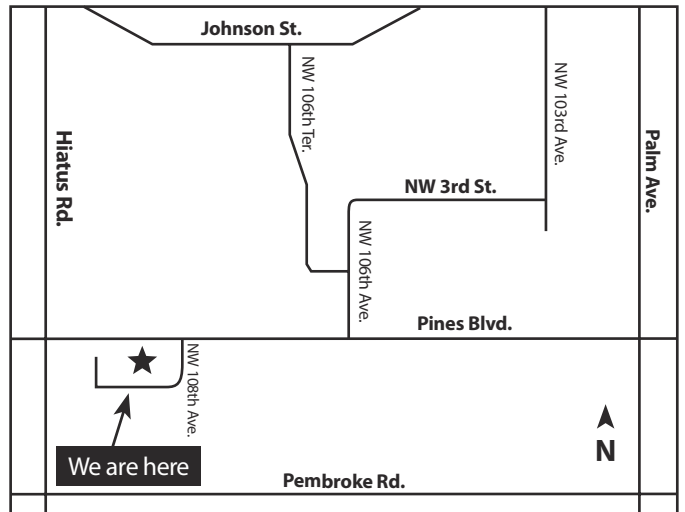 Johnson St.
NW 106th Ter.
NW 103rd Ave.
Hiatus Rd.
Palm Ave.
NW 3rd St.
NW 106th Ave.
Pines Blvd.
NW 108th Ave.
We are here
N
Pembroke Rd.